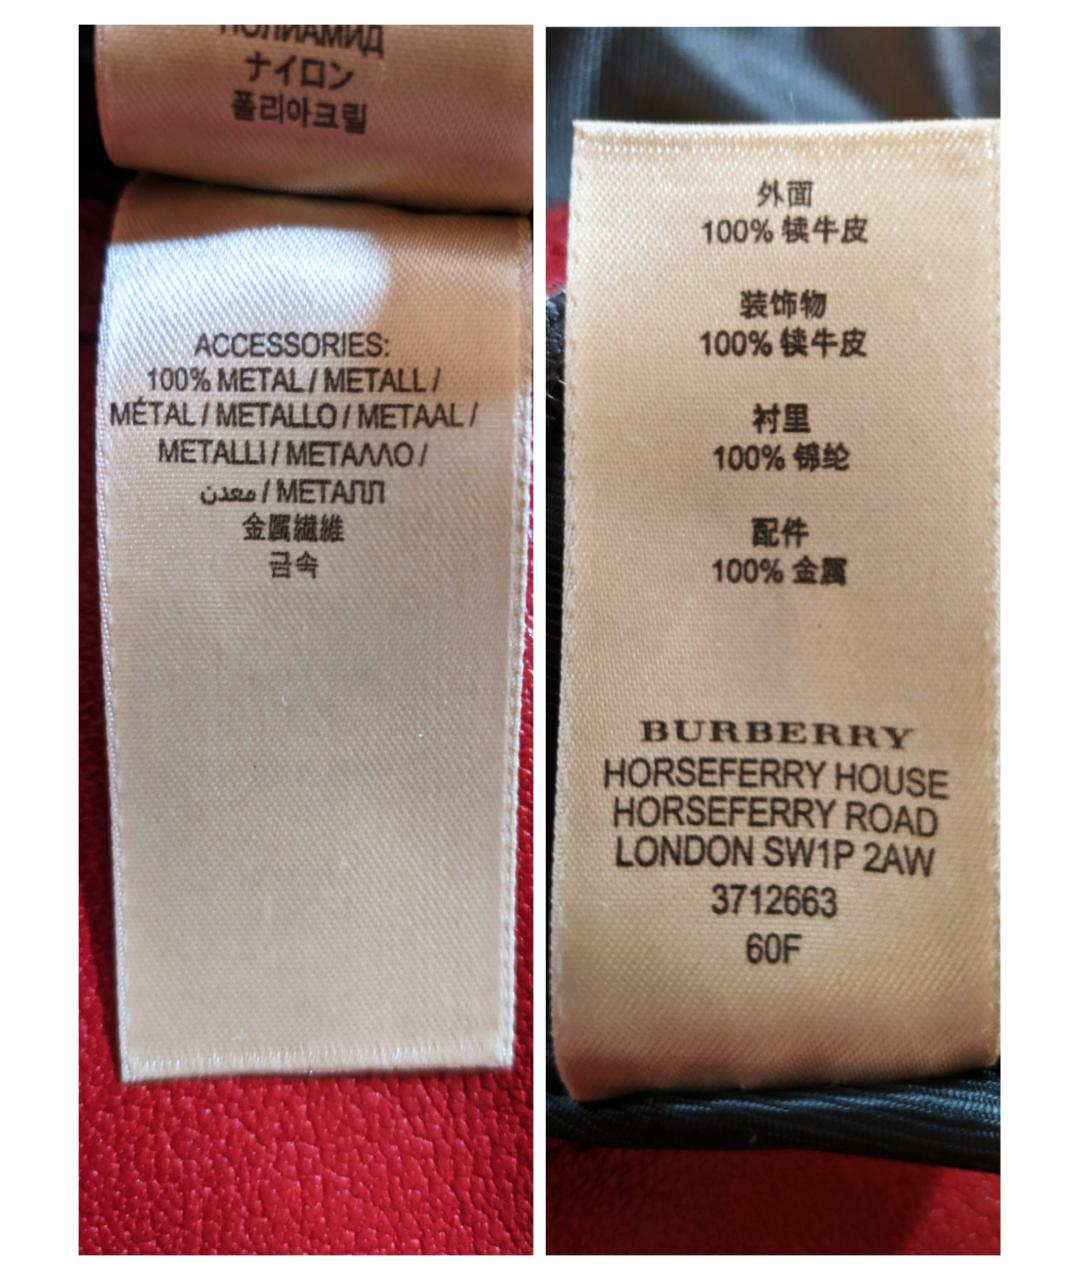 ПОЛИАМИД
ナイロン
폴리아크릴
ACCESSORIES:
100% METAL / METALL /
MÉTAL / METALLO / METAAL /
METALLI / ΜΕΤΑΛΛΟ /
معدن / МЕТАЛЛ
金属繊維
금속
外面
100% 犊牛皮
装饰物
100% 犊牛皮
衬里
100% 锦纶
配件
100% 金属
BURBERRY
HORSEFERRY HOUSE
HORSEFERRY ROAD
LONDON SW1P 2AW
3712663
60F